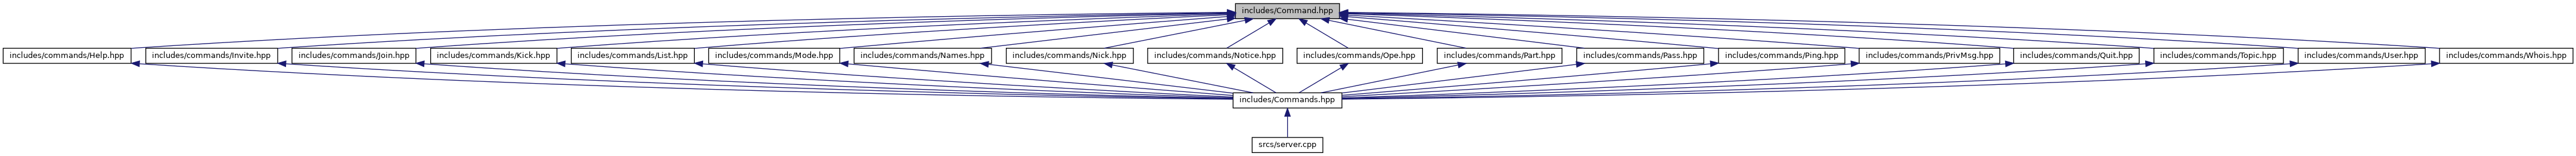 includes/Command.hpp
includes/commands/Help.hpp
includes/commands/Invite.hpp
includes/commands/Join.hpp
includes/commands/Kick.hpp
includes/commands/List.hpp
includes/commands/Mode.hpp
includes/commands/Names.hpp
includes/commands/Nick.hpp
includes/commands/Notice.hpp
includes/commands/Ope.hpp
includes/commands/Part.hpp
includes/commands/Pass.hpp
includes/commands/Ping.hpp
includes/commands/PrivMsg.hpp
includes/commands/Quit.hpp
includes/commands/Topic.hpp
includes/commands/User.hpp
includes/commands/Whois.hpp
includes/Commands.hpp
srcs/server.cpp